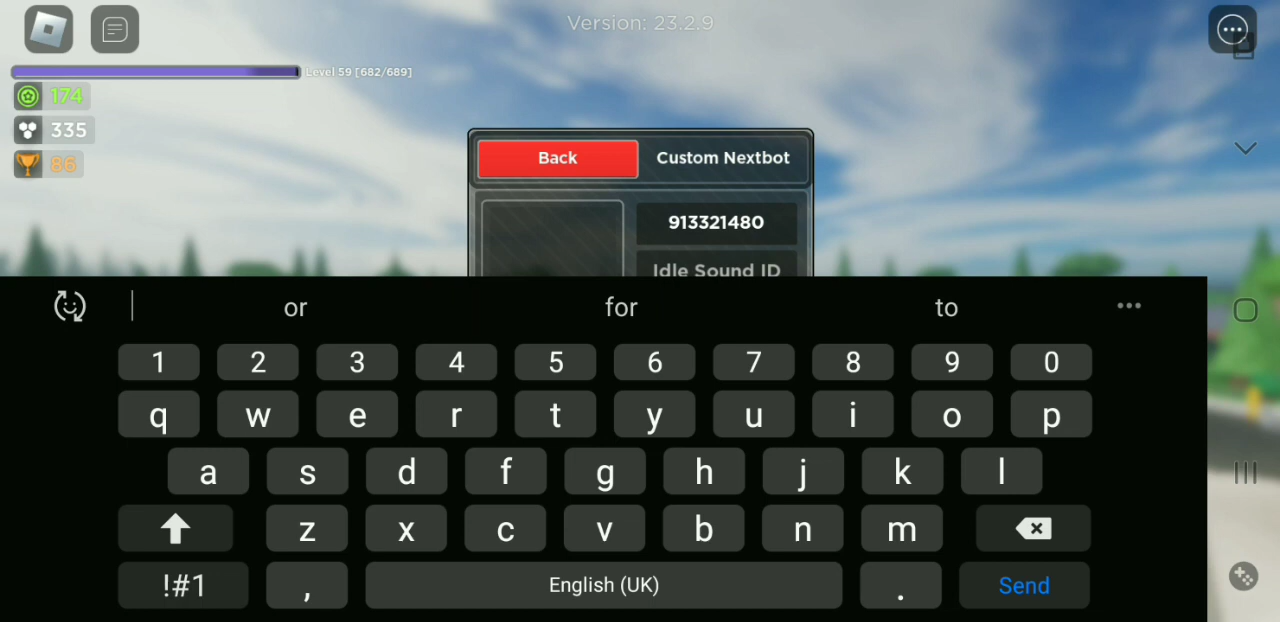 Version: 23.2.9
Level 59 [682/689]
174
335
86
Back
Custom Nextbot
913321480
Idle Sound ID
or for to
1 2 3 4 5 6 7 8 9 0
q w e r t y u i o p
a s d f g h j k l
z x c v b n m
!#1 , English (UK) . Send